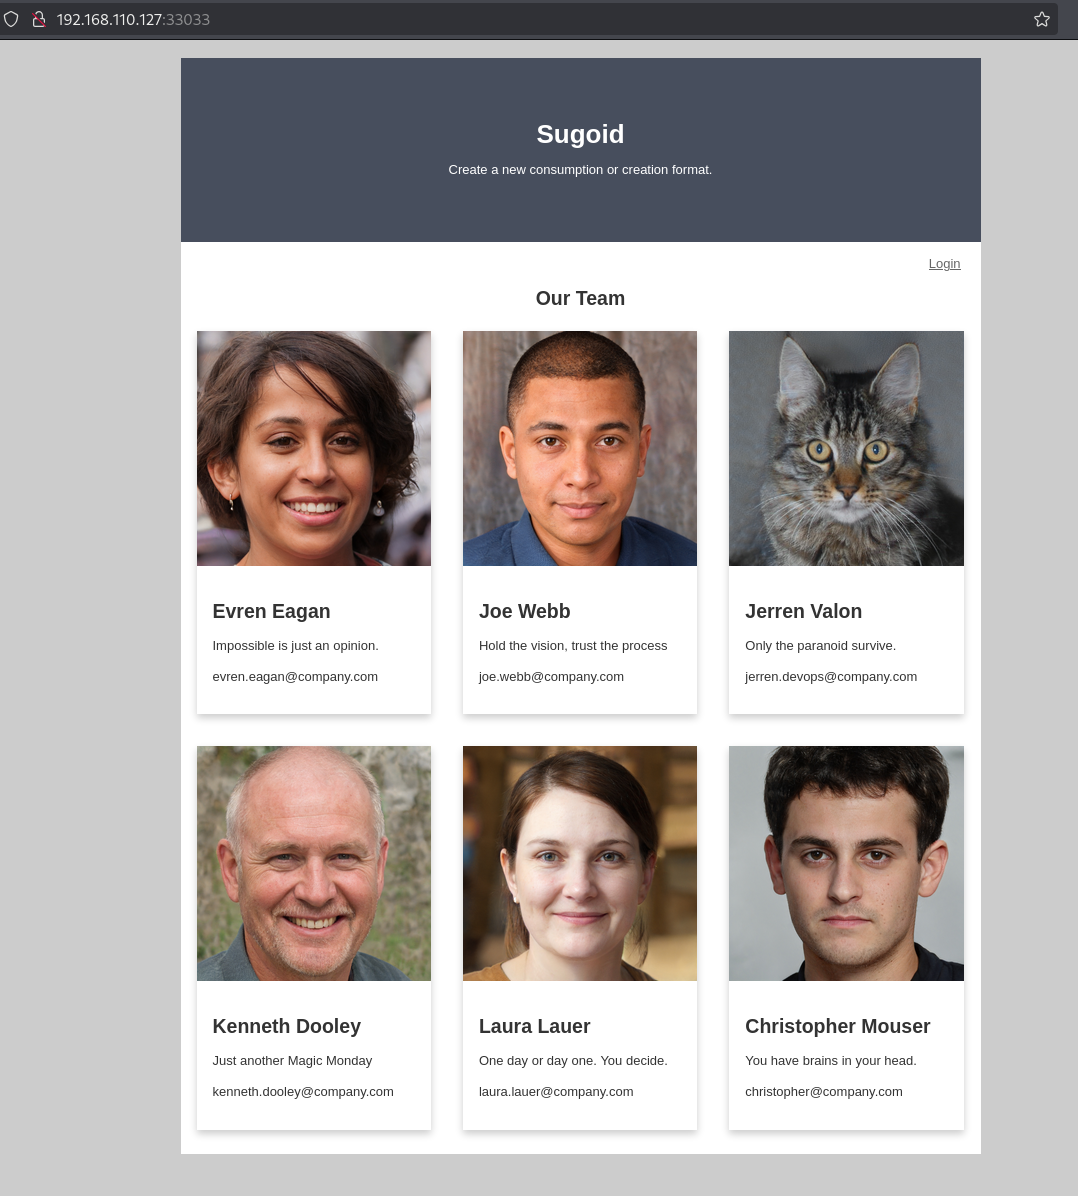 192.168.110.127:33033
Sugoid
Create a new consumption or creation format.
Login
Our Team
Evren Eagan
Impossible is just an opinion.
evren.eagan@company.com
Joe Webb
Hold the vision, trust the process
joe.webb@company.com
Jerren Valon
Only the paranoid survive.
jerren.devops@company.com
Kenneth Dooley
Just another Magic Monday
kenneth.dooley@company.com
Laura Lauer
One day or day one. You decide.
laura.lauer@company.com
Christopher Mouser
You have brains in your head.
christopher@company.com